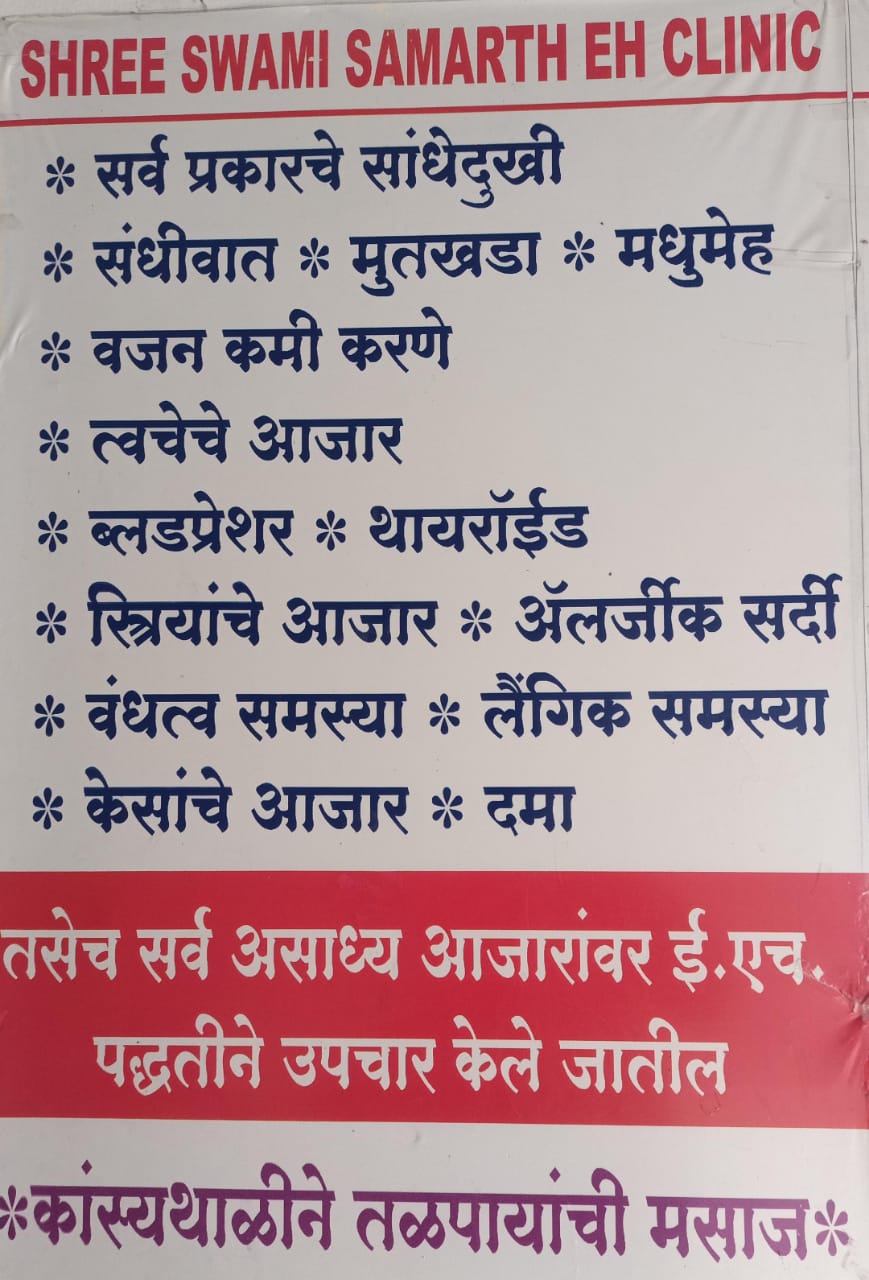 SHREE SWAMI SAMARTH EH CLINIC
* सर्व प्रकारचे सांधेदुखी
* संधीवात * मुतखडा * मधुमेह
* वजन कमी करणे
* त्वचेचे आजार
* ब्लडप्रेशर * थायरॉईड
* स्त्रियांचे आजार * ॲलर्जीक सर्दी
* वंधत्व समस्या * लैंगिक समस्या
* केसांचे आजार * दमा
तसेच सर्व असाध्य आजारांवर ई.एच.
पद्धतीने उपचार केले जातील
*कांस्यथाळीने तळपायांची मसाज*